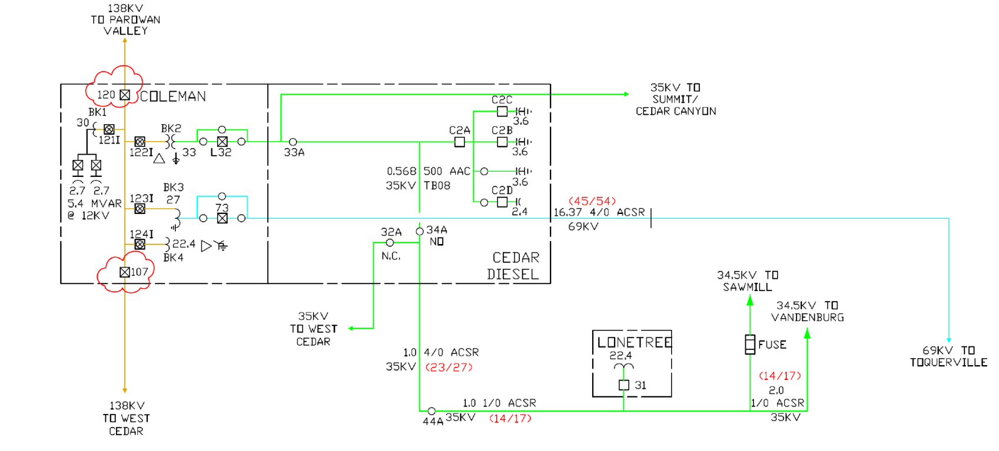 138KV
TO PAROWAN
VALLEY
120
COLEMAN
BK1
30
121I
BK2
122I
33
L32
33A
2.7 2.7
5.4 MVAR
@ 12KV
123I
BK3
27
73
124I
22.4
BK4
107
C2C
3.6
C2A
C2B
3.6
3.6
C2D
2.4
0.568 500 AAC
35KV TB08
34A
NO
32A
N.C.
CEDAR
DIESEL
35KV TO
SUMMIT/
CEDAR CANYON
(45/54)
16.37 4/0 ACSR
69KV
35KV
TO WEST
CEDAR
1.0 4/0 ACSR
35KV (23/27)
LONETREE
22.4
31
34.5KV TO
SAWMILL
34.5KV TO
VANDENBURG
FUSE
69KV TO
TOQUERVILLE
(14/17)
2.0
1/0 ACSR
35KV
44A
1.0 1/0 ACSR
35KV (14/17)
138KV
TO WEST
CEDAR